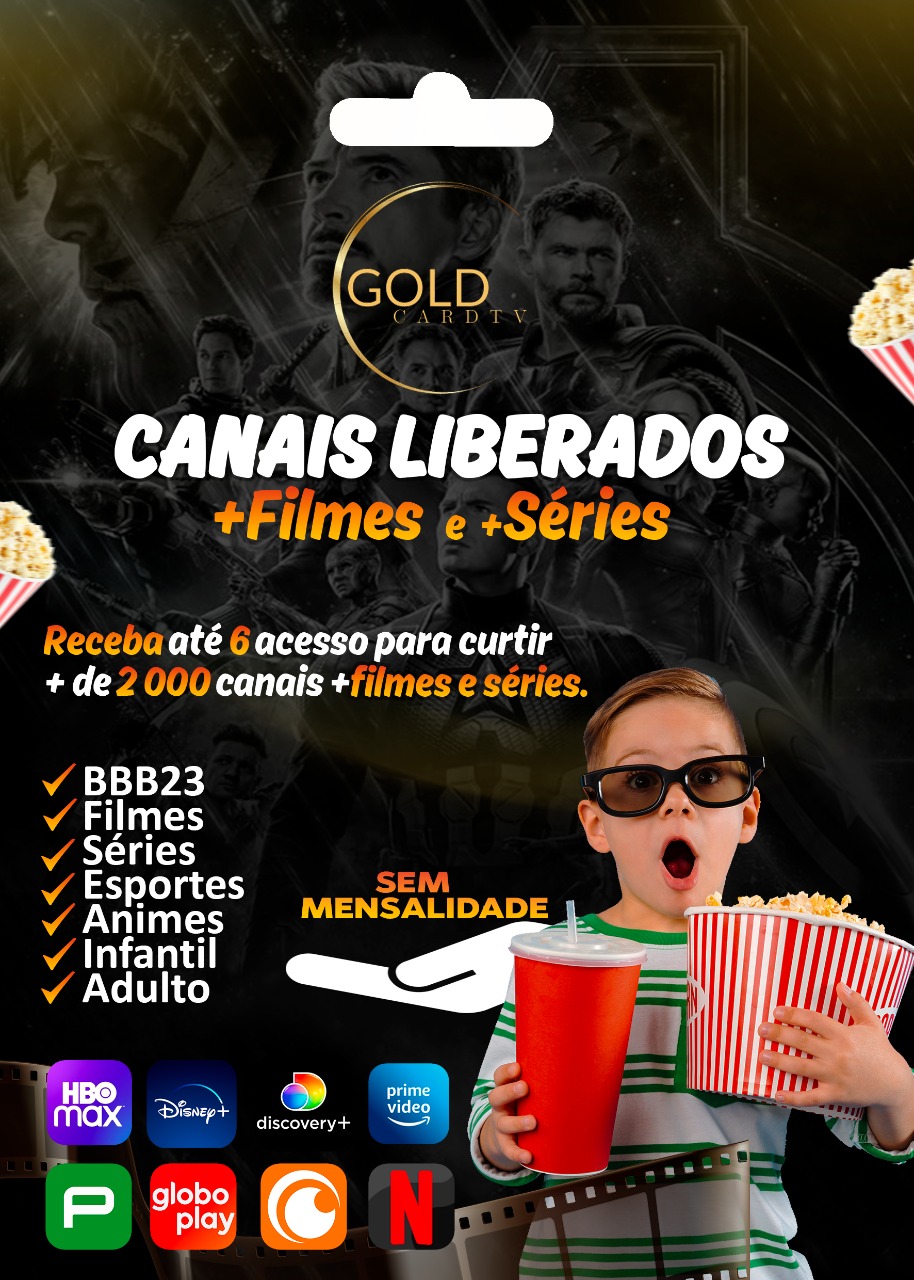 GOLD
CARDTV
CANAIS LIBERADOS
+Filmes e +Séries
Receba até 6 acesso para curtir
+ de 2 000 canais +filmes e séries.
BBB23
Filmes
Séries
Esportes
Animes
Infantil
Adulto
SEM
MENSALIDADE
HBO
max
Disney+
discovery+
prime
video
P
globo
play
N